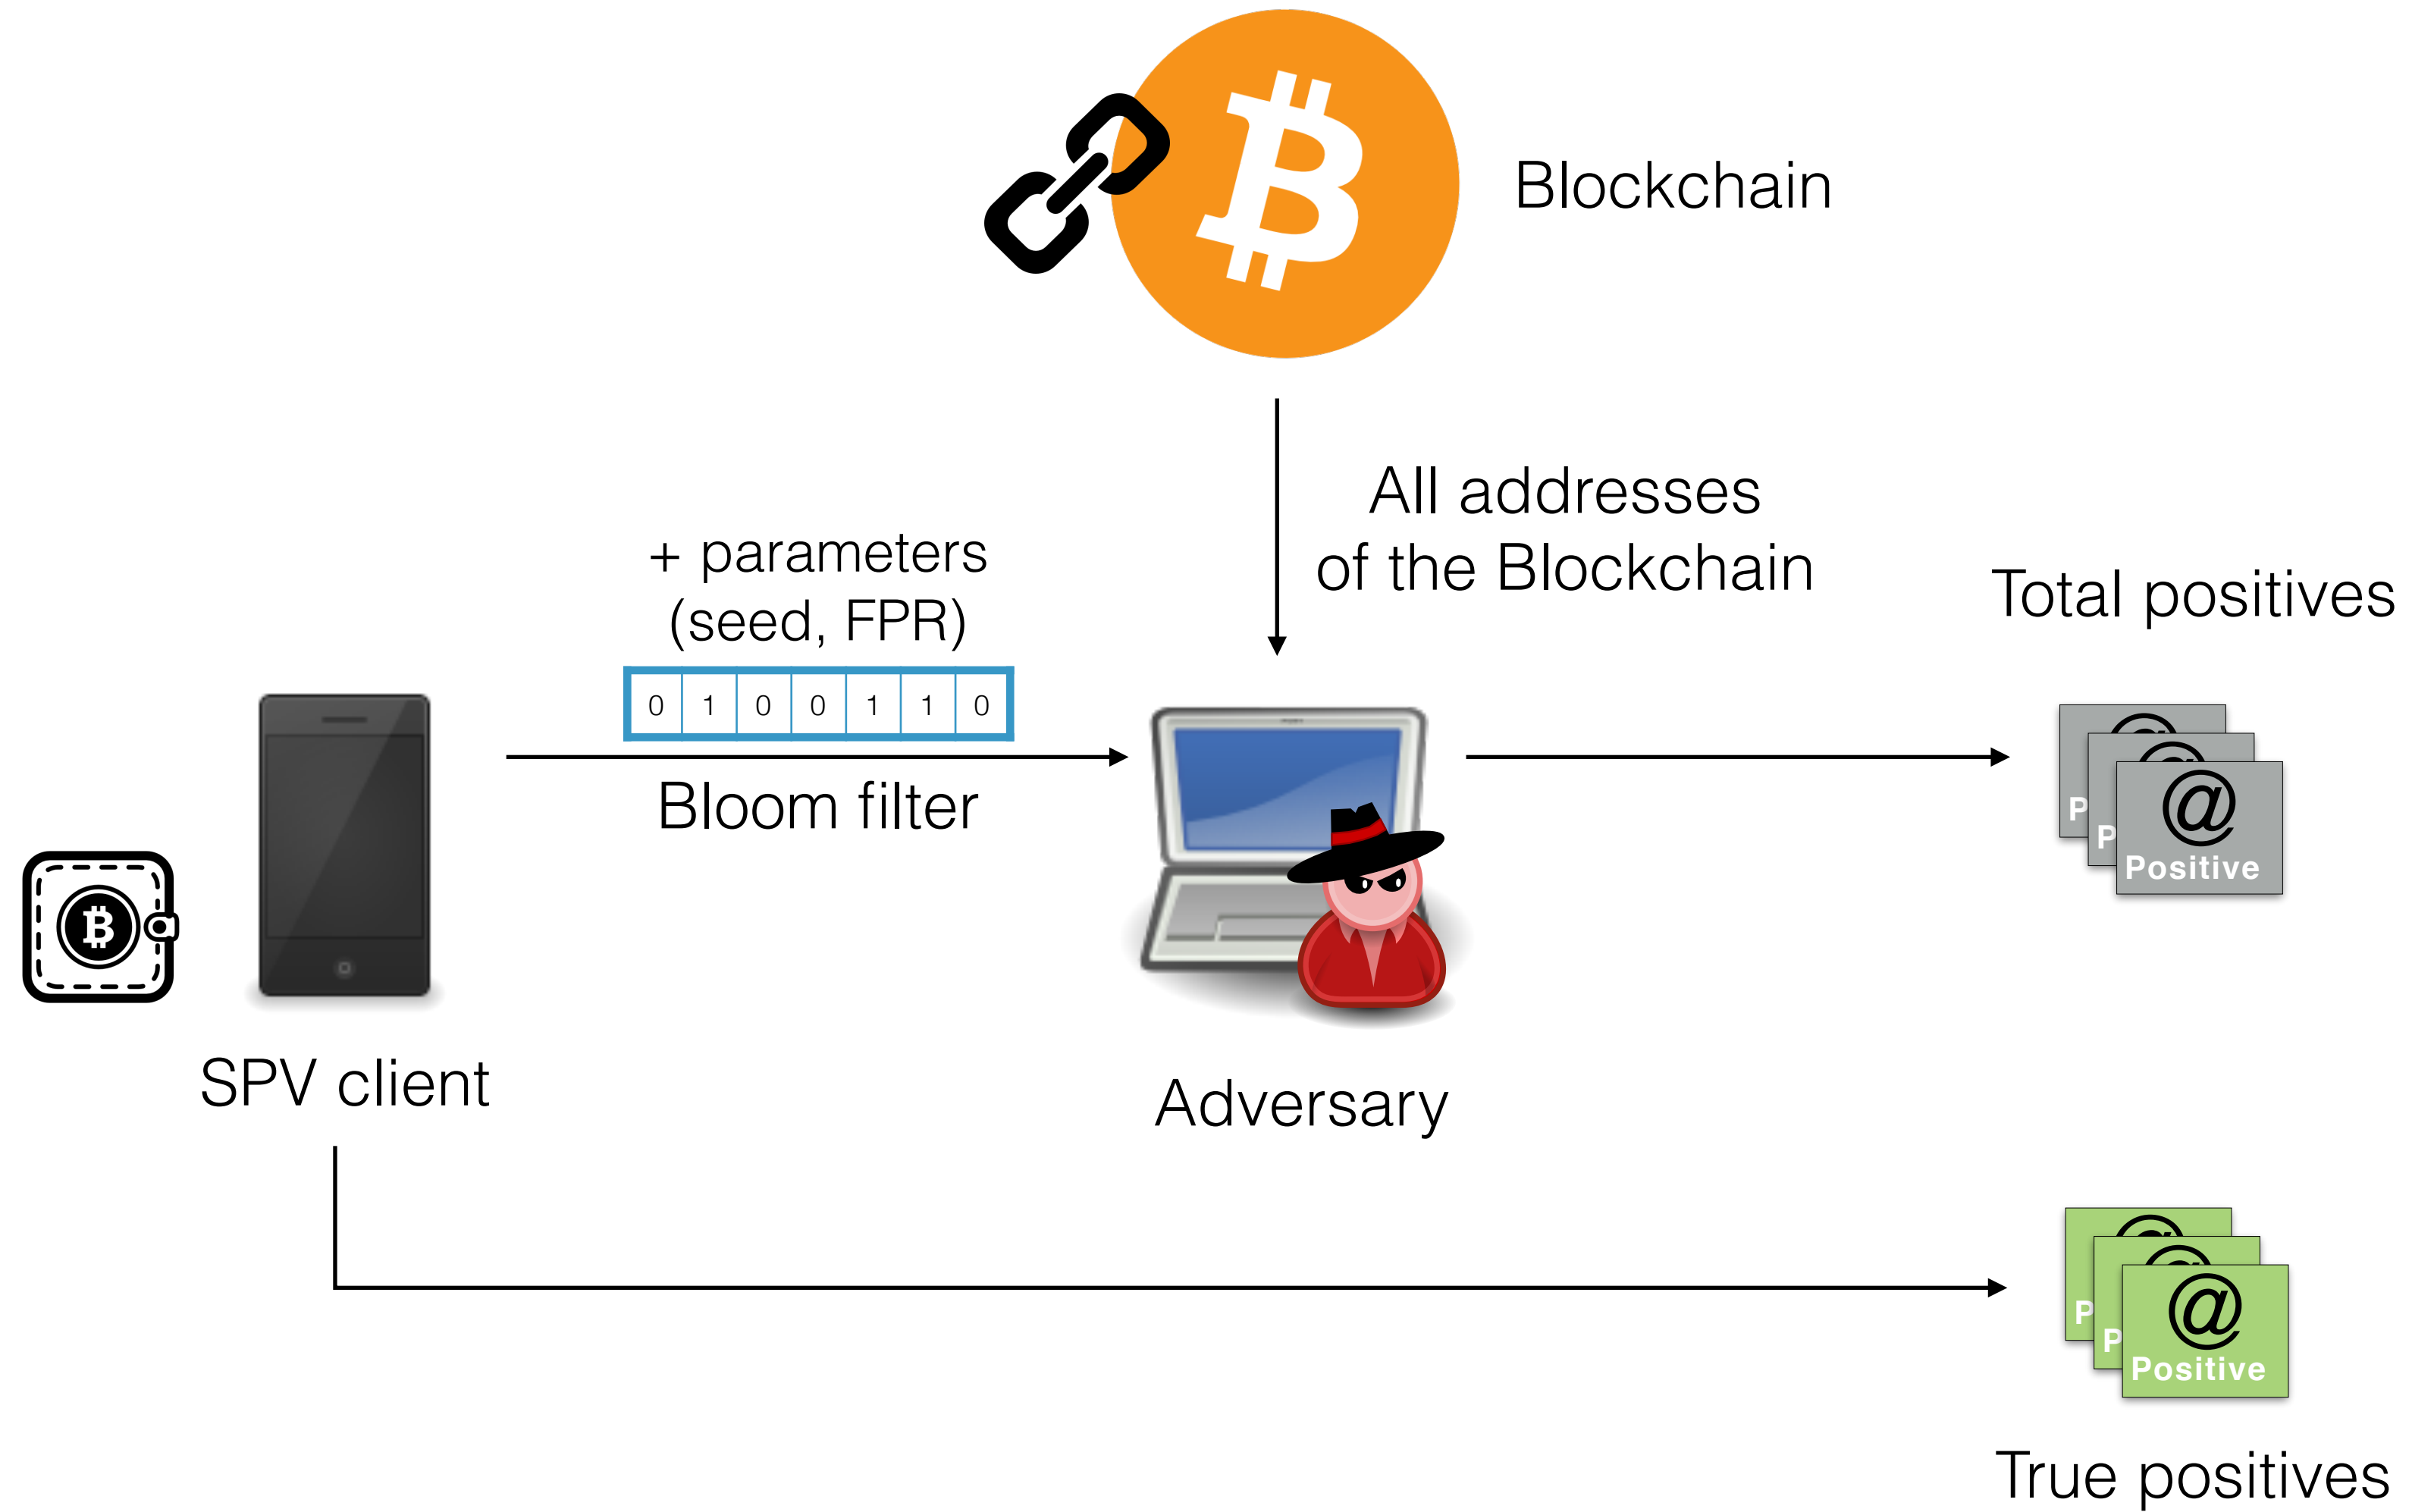 Blockchain
All addresses
of the Blockchain
+ parameters
(seed, FPR)
0 1 0 0 1 1 0
Bloom filter
Total positives
P
P
@
Positive
SPV client
Adversary
P
P
@
Positive
True positives